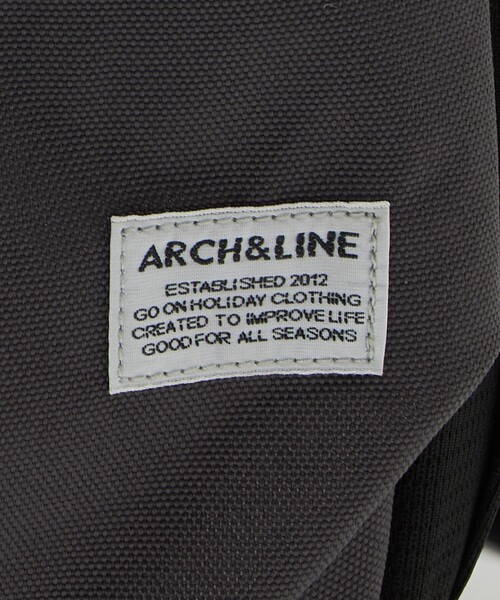 ARCH&LINE
ESTABLISHED 2012
GO ON HOLIDAY CLOTHING
CREATED TO IMPROVE LIFE
GOOD FOR ALL SEASONS